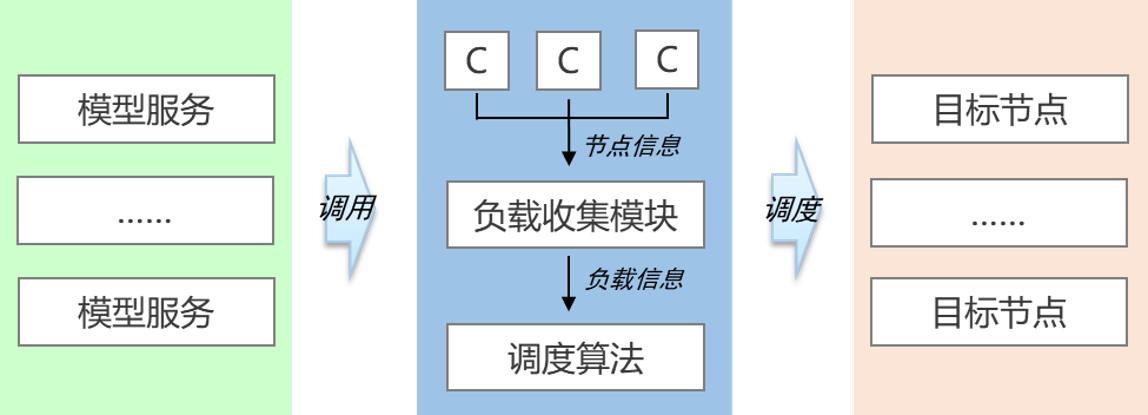 模型服务
……
模型服务
调用
C C C
节点信息
负载收集模块
负载信息
调度算法
调度
目标节点
……
目标节点